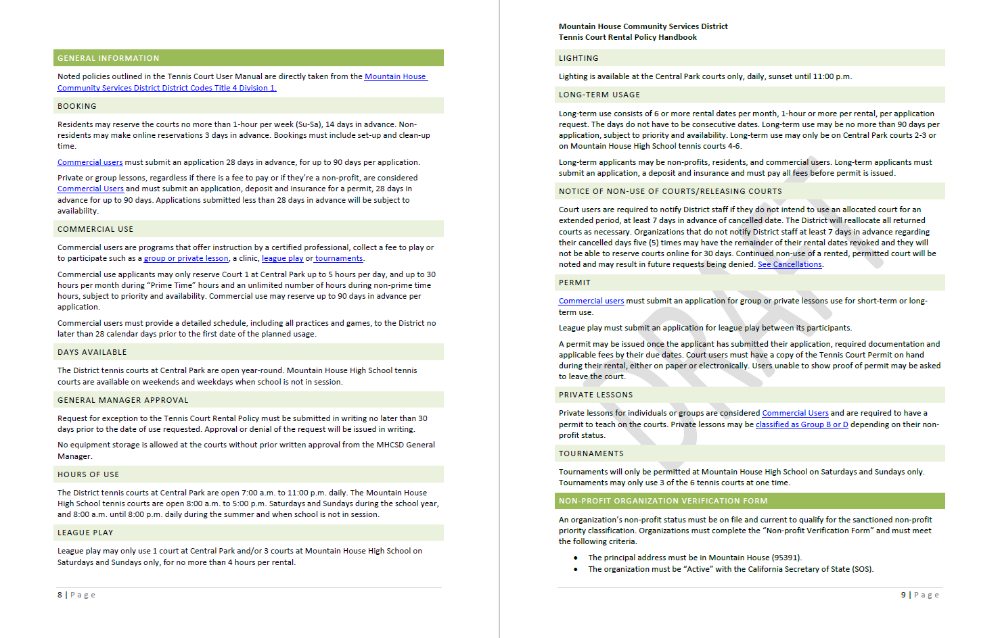 GENERAL INFORMATION
Noted policies outlined in the Tennis Court User Manual are directly taken from the Mountain House
Community Services District District Codes Title 4 Division 1.
BOOKING
Residents may reserve the courts no more than 1-hour per week (Su-Sa), 14 days in advance. Non-
residents may make online reservations 3 days in advance. Bookings must include set-up and clean-up
time.
Commercial users must submit an application 28 days in advance, for up to 90 days per application.
Private or group lessons, regardless if there is a fee to pay or if they’re a non-profit, are considered
Commercial Users and must submit an application, deposit and insurance for a permit, 28 days in
advance for up to 90 days. Applications submitted less than 28 days in advance will be subject to
availability.
COMMERCIAL USE
Commercial users are programs that offer instruction by a certified professional, collect a fee to play or
to participate such as a group or private lesson, a clinic, league play or tournaments.
Commercial use applicants may only reserve Court 1 at Central Park up to 5 hours per day, and up to 30
hours per month during “Prime Time” hours and an unlimited number of hours during non-prime time
hours, subject to priority and availability. Commercial use may reserve up to 90 days in advance per
application.
Commercial users must provide a detailed schedule, including all practices and games, to the District no
later than 28 calendar days prior to the first date of the planned usage.
DAYS AVAILABLE
The District tennis courts at Central Park are open year-round. Mountain House High School tennis
courts are available on weekends and weekdays when school is not in session.
GENERAL MANAGER APPROVAL
Request for exception to the Tennis Court Rental Policy must be submitted in writing no later than 30
days prior to the date of use requested. Approval or denial of the request will be issued in writing.
No equipment storage is allowed at the courts without prior written approval from the MHCSD General
Manager.
HOURS OF USE
The District tennis courts at Central Park are open 7:00 a.m. to 11:00 p.m. daily. The Mountain House
High School tennis courts are open 8:00 a.m. to 5:00 p.m. Saturdays and Sundays during the school year,
and 8:00 a.m. until 8:00 p.m. daily during the summer and when school is not in session.
LEAGUE PLAY
League play may only use 1 court at Central Park and/or 3 courts at Mountain House High School on
Saturdays and Sundays only, for no more than 4 hours per rental.
8 | Page
Mountain House Community Services District
Tennis Court Rental Policy Handbook
LIGHTING
Lighting is available at the Central Park courts only, daily, sunset until 11:00 p.m.
LONG-TERM USAGE
Long-term use consists of 6 or more rental dates per month, 1-hour or more per rental, per application
request. The days do not have to be consecutive dates. Long-term use may be no more than 90 days per
application, subject to priority and availability. Long-term use may only be on Central Park courts 2-3 or
on Mountain House High School tennis courts 4-6.
Long-term applicants may be non-profits, residents, and commercial users. Long-term applicants must
submit an application, a deposit and insurance and must pay all fees before permit is issued.
NOTICE OF NON-USE OF COURTS/RELEASING COURTS
Court users are required to notify District staff if they do not intend to use an allocated court for an
extended period, at least 7 days in advance of cancelled date. The District will reallocate all returned
courts as necessary. Organizations that do not notify District staff at least 7 days in advance regarding
their cancelled days five (5) times may have the remainder of their rental dates revoked and they will
not be able to reserve courts online for 30 days. Continued non-use of a rented, permitted court will be
noted and may result in future requests being denied. See Cancellations.
PERMIT
Commercial users must submit an application for group or private lessons use for short-term or long-
term use.
League play must submit an application for league play between its participants.
A permit may be issued once the applicant has submitted their application, required documentation and
applicable fees by their due dates. Court users must have a copy of the Tennis Court Permit on hand
during their rental, either on paper or electronically. Users unable to show proof of permit may be asked
to leave the court.
PRIVATE LESSONS
Private lessons for individuals or groups are considered Commercial Users and are required to have a
permit to teach on the courts. Private lessons may be classified as Group B or D depending on their non-
profit status.
TOURNAMENTS
Tournaments will only be permitted at Mountain House High School on Saturdays and Sundays only.
Tournaments may only use 3 of the 6 tennis courts at one time.
NON-PROFIT ORGANIZATION VERIFICATION FORM
An organization’s non-profit status must be on file and current to qualify for the sanctioned non-profit
priority classification. Organizations must complete the “Non-profit Verification Form” and must meet
the following criteria.
• The principal address must be in Mountain House (95391).
• The organization must be “Active” with the California Secretary of State (SOS).
9 | Page
DRAFT